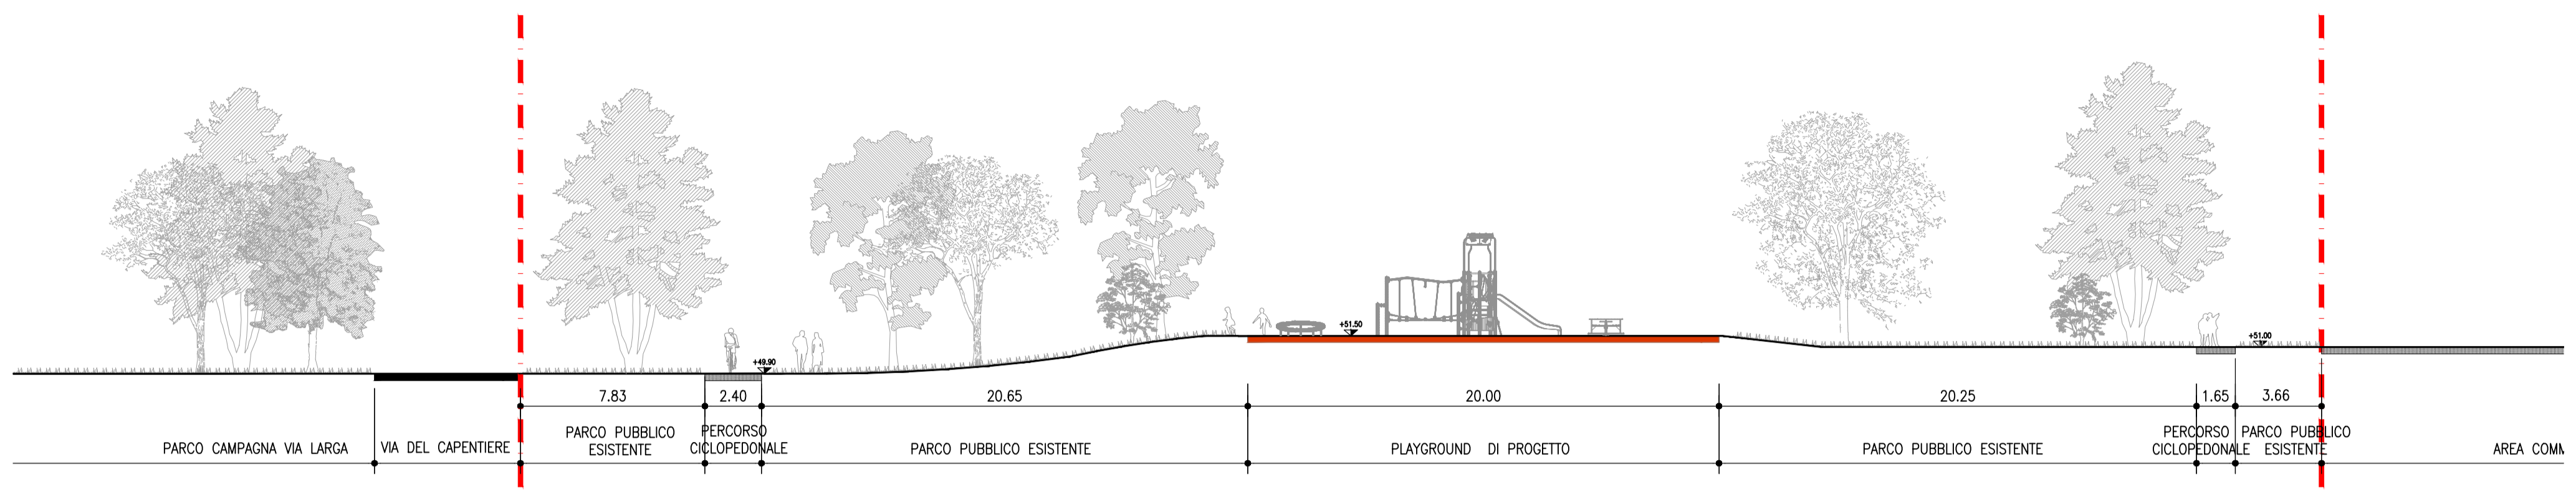 +51.50
+49.90
+51.00
7.83
2.40
20.65
20.00
20.25
1.65
3.66
PARCO CAMPAGNA VIA LARGA
VIA DEL CAPENTIERE
PARCO PUBBLICO
ESISTENTE
PERCORSO
CICLOPEDONALE
PARCO PUBBLICO ESISTENTE
PLAYGROUND DI PROGETTO
PARCO PUBBLICO ESISTENTE
PERCORSO
CICLOPEDONALE
PARCO PUBBLICO
ESISTENTE
AREA COMM